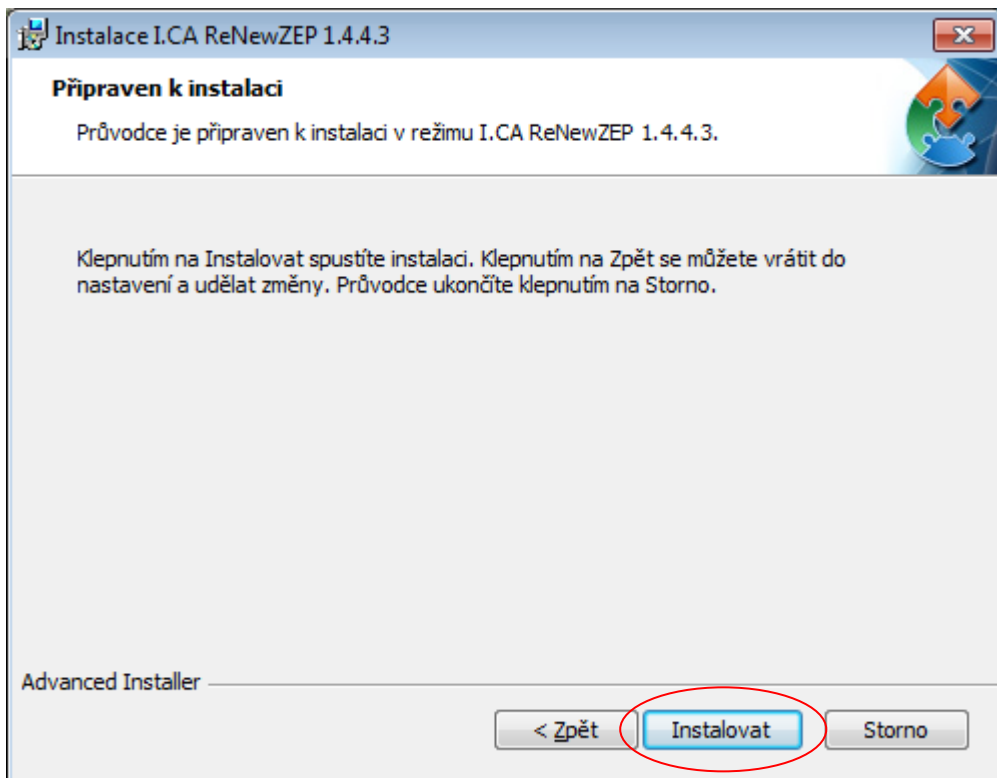 Instalace I.CA ReNewZEP 1.4.4.3
Připraven k instalaci
Průvodce je připraven k instalaci v režimu I.CA ReNewZEP 1.4.4.3.
Klepnutím na Instalovat spustíte instalaci. Klepnutím na Zpět se můžete vrátit do
nastavení a udělat změny. Průvodce ukončíte klepnutím na Storno.
Advanced Installer
< Zpět Instalovat Storno